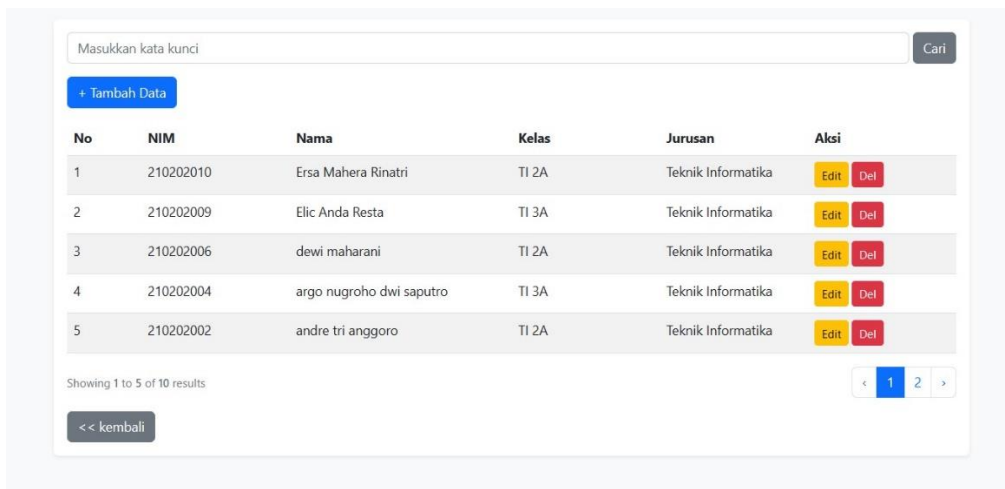 Masukkan kata kunci Cari
+ Tambah Data
No NIM Nama Kelas Jurusan Aksi
1 210202010 Ersa Mahera Rinatri TI 2A Teknik Informatika Edit Del
2 210202009 Elic Anda Resta TI 3A Teknik Informatika Edit Del
3 210202006 dewi maharani TI 2A Teknik Informatika Edit Del
4 210202004 argo nugroho dwi saputro TI 3A Teknik Informatika Edit Del
5 210202002 andre tri anggoro TI 2A Teknik Informatika Edit Del
Showing 1 to 5 of 10 results ‹ 1 2 ›
<< kembali